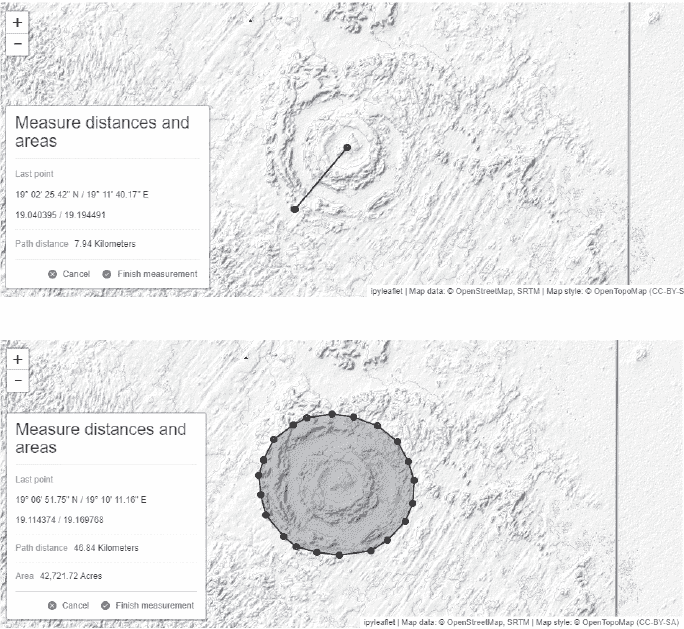 +
−
Measure distances and
areas
Last point
19° 02' 25.42" N / 19° 11' 40.17" E
19.040395 / 19.194491
Path distance 7.94 Kilometers
Cancel Finish measurement
ipyleaflet | Map data: © OpenStreetMap, SRTM | Map style: © OpenTopoMap (CC-BY-S
+
−
Measure distances and
areas
Last point
19° 06' 51.75" N / 19° 10' 11.16" E
19.114374 / 19.169768
Path distance 46.84 Kilometers
Area 42,721.72 Acres
Cancel Finish measurement
ipyleaflet | Map data: © OpenStreetMap, SRTM | Map style: © OpenTopoMap (CC-BY-SA)